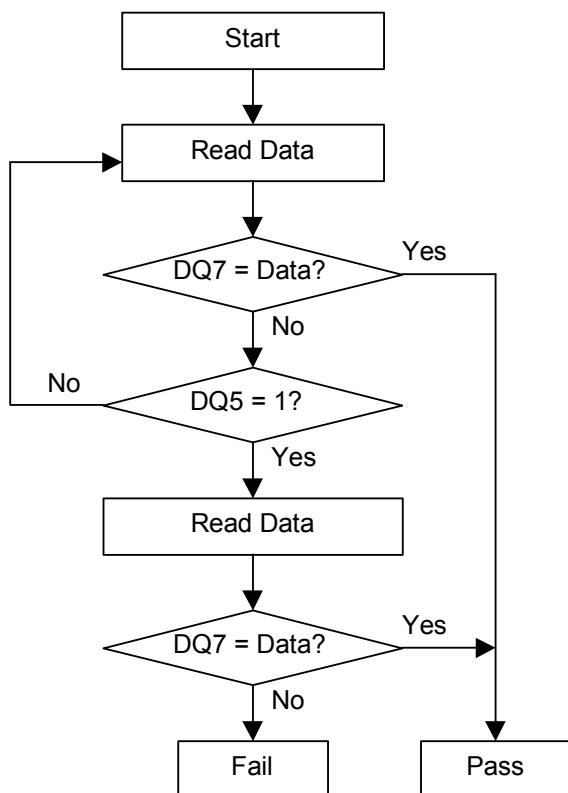 Start
Read Data
DQ7 = Data?
Yes
No
DQ5 = 1?
No
Yes
Read Data
DQ7 = Data?
Yes
No
Fail
Pass